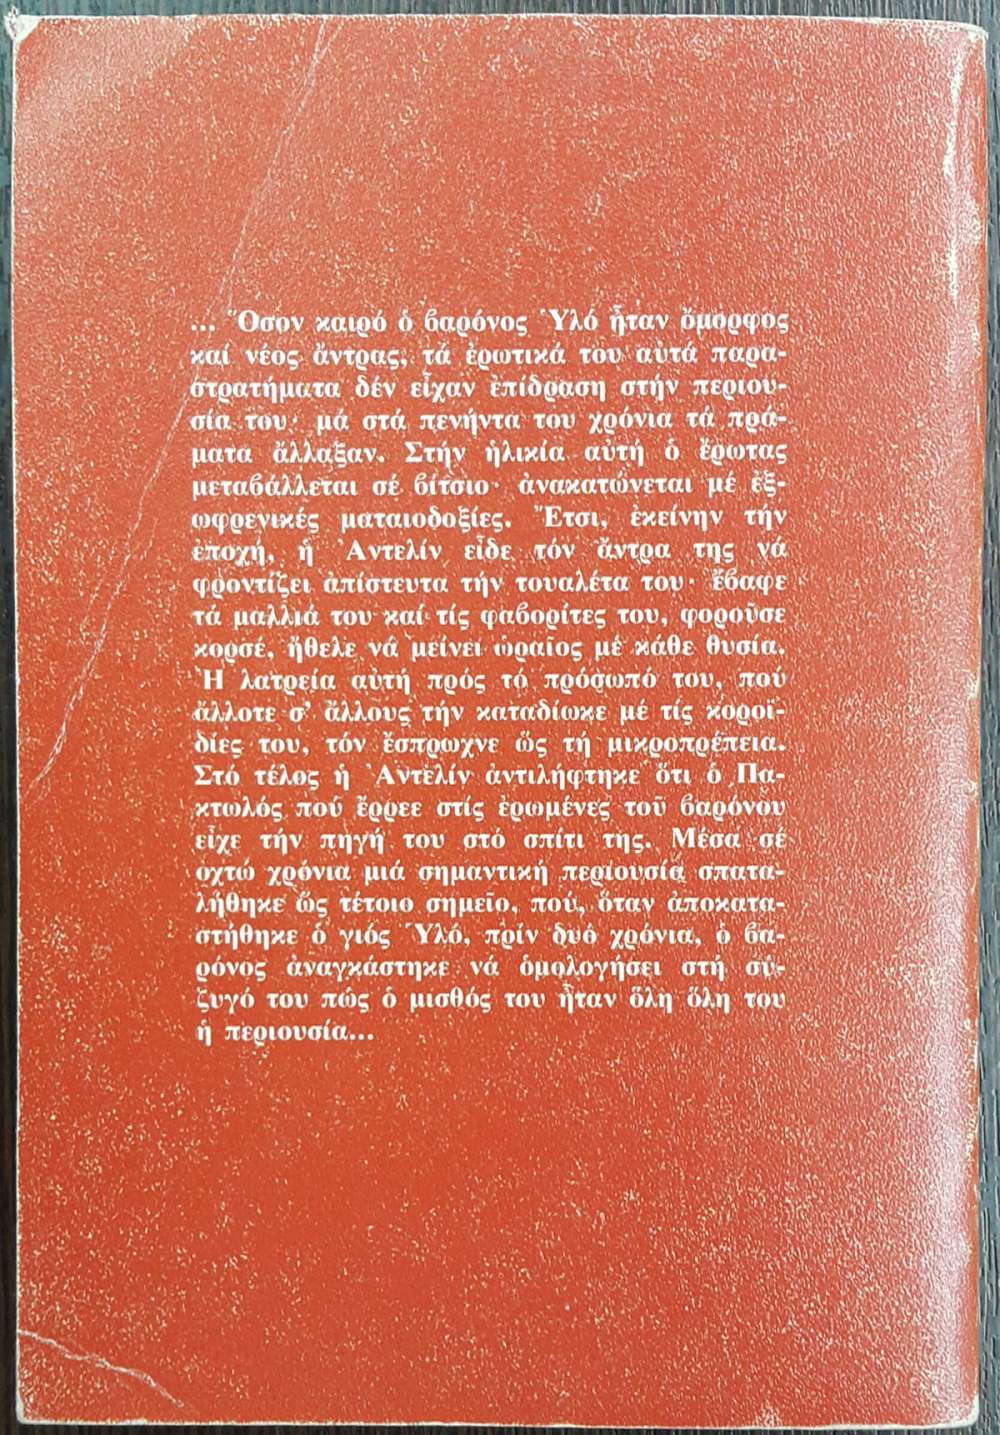 ... Ὅσον καιρό ὁ βαρόνος Ὑλό ἦταν ὄμορφος
καί νέος ἄντρας, τά ἐρωτικά του αὐτά παρα-
στρατήματα δέν εἶχαν ἐπίδραση στήν περιου-
σία του· μά στά πενήντα του χρόνια τά πρά-
ματα ἄλλαξαν. Στήν ἡλικία αὐτή ὁ ἔρωτας
μεταβάλλεται σέ βίτσιο· ἀνακατώνεται μέ ἐξ-
ωφρενικές ματαιοδοξίες. Ἔτσι, ἐκείνην τήν
ἐποχή, ἡ Ἀντελίν εἶδε τόν ἄντρα της νά
φροντίζει ἀπίστευτα τήν τουαλέτα του· ἔβαφε
τά μαλλιά του καί τίς φαβορίτες του, φοροῦσε
κορσέ, ἤθελε νά μείνει ὡραῖος μέ κάθε θυσία.
Ἡ λατρεία αὐτή πρός τό πρόσωπό του, πού
ἄλλοτε σ' ἄλλους τήν καταδίωκε μέ τίς κοροϊ-
δίες του, τόν ἔσπρωχνε ὥς τή μικροπρέπεια.
Στό τέλος ἡ Ἀντελίν ἀντιλήφτηκε ὅτι ὁ Πα-
κτωλός πού ἔρρεε στίς ἐρωμένες τοῦ βαρόνου
εἶχε τήν πηγή του στό σπίτι της. Μέσα σέ
οχτώ χρόνια μιά σημαντική περιουσία σπατα-
λήθηκε ὥς τέτοιο σημεῖο, πού, ὅταν ἀποκατα-
στήθηκε ὁ γιός Ὑλό, πρίν δυό χρόνια, ὁ βα-
ρόνος ἀναγκάστηκε νά ὁμολογήσει στή σύ-
ζυγό του πώς ὁ μισθός του ἦταν ὅλη ὅλη του
ἡ περιουσία...